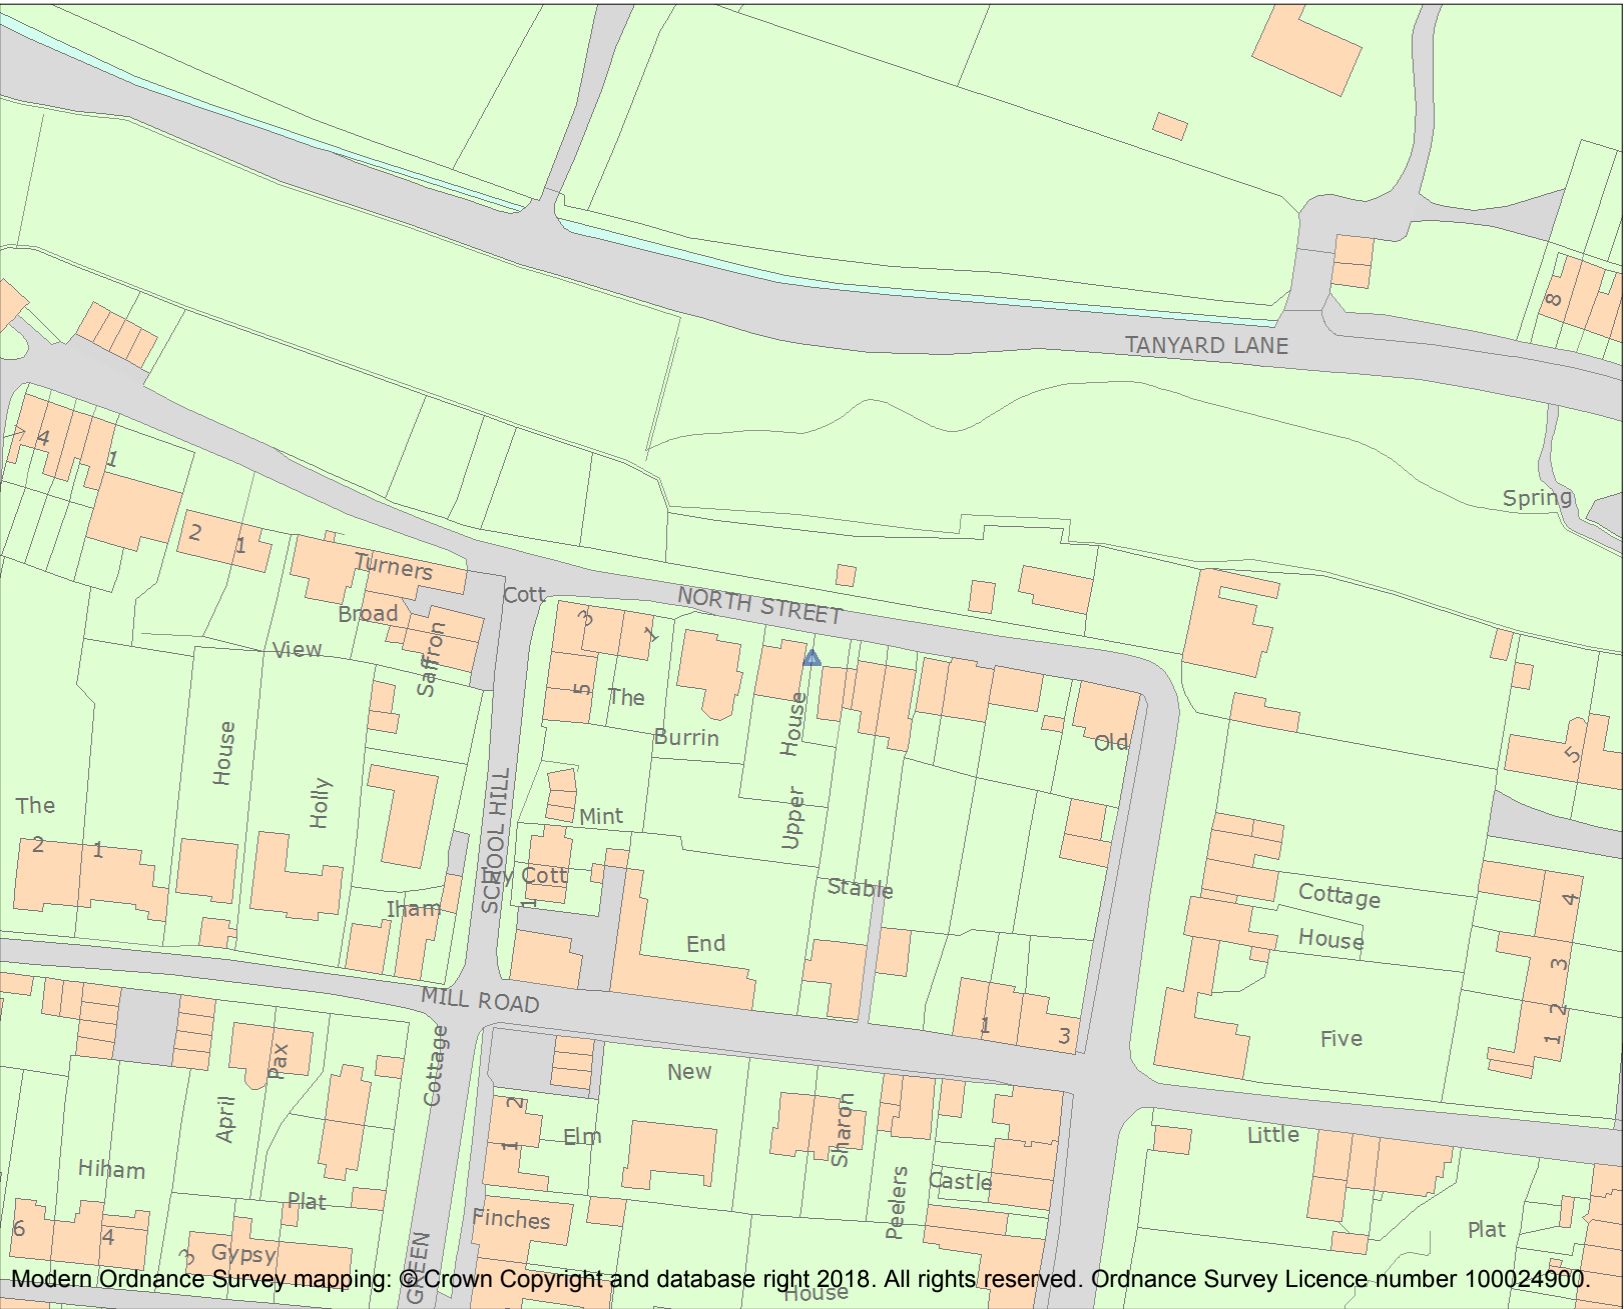 TANYARD LANE
8
4
1
Spring
2
1
Turners
Cott
NORTH STREET
Broad
3
1
View
Saffron
5
The
House
Burrin
Old
5
House
Holly
SCHOOL HILL
Upper
The
Mint
2
1
Ivy Cott
1
Stable
Cottage
4
Iham
End
House
3
MILL ROAD
2
1
3
Five
1
Pax
Cottage
New
April
2
Elm
1
Sharon
Little
Hiham
Castle
Peelers
Plat
Finches
Plat
6
4
3
Gypsy
GREEN
House
Modern Ordnance Survey mapping: © Crown Copyright and database right 2018. All rights reserved. Ordnance Survey Licence number 100024900.
1